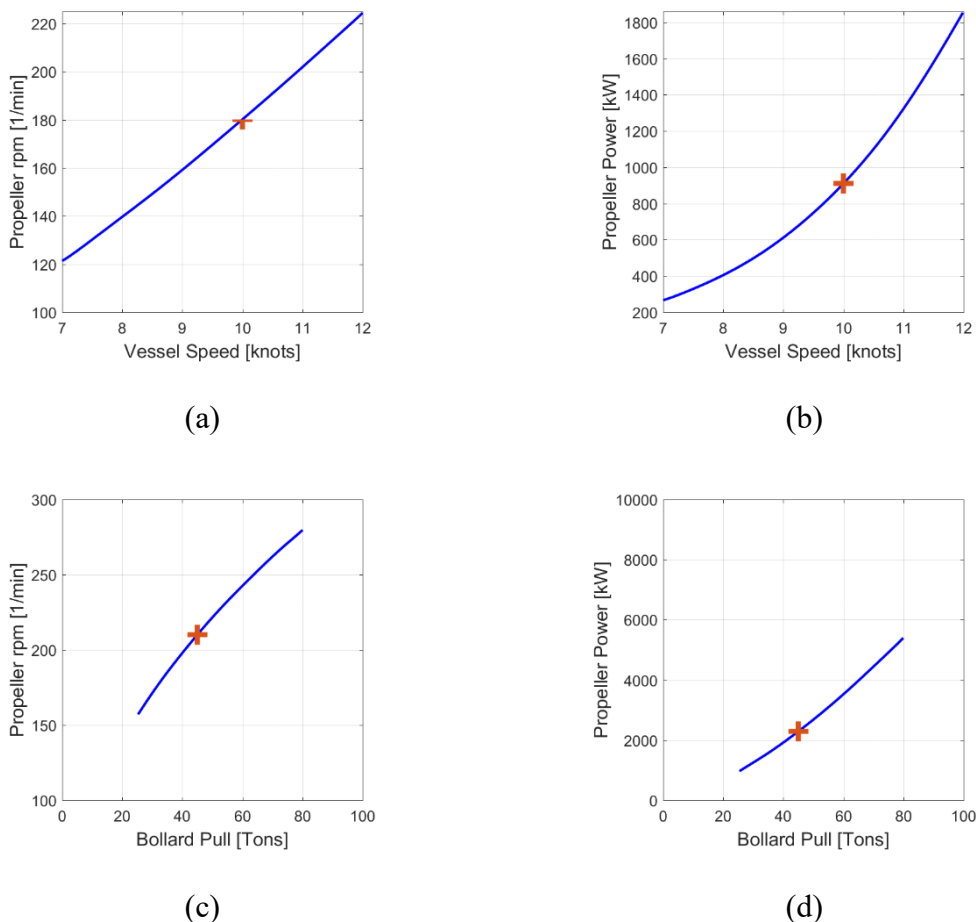 220
200
180
160
140
120
100
Propeller rpm [1/min]
7 8 9 10 11 12
Vessel Speed [knots]
(a)
1800
1600
1400
1200
1000
800
600
400
200
Propeller Power [kW]
7 8 9 10 11 12
Vessel Speed [knots]
(b)
300
250
200
150
100
Propeller rpm [1/min]
0 20 40 60 80 100
Bollard Pull [Tons]
(c)
10000
8000
6000
4000
2000
0
Propeller Power [kW]
0 20 40 60 80 100
Bollard Pull [Tons]
(d)